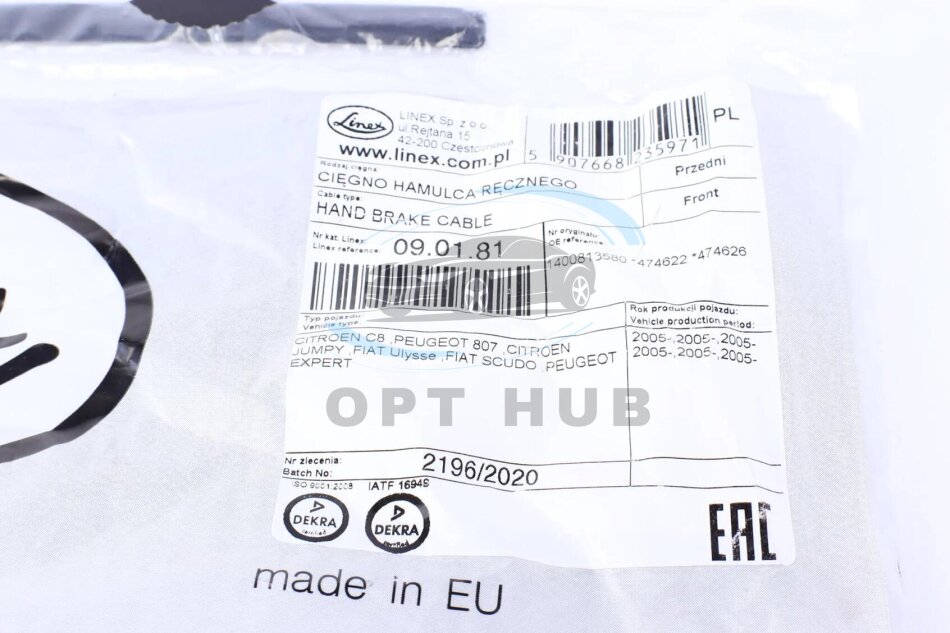 Linex
LINEX Sp. z o.o.
ul Rejtana 15
42-200 Częstochowa
www.linex.com.pl
5 907668 235971
PL
Rodzaj cięgna:
CIĘGNO HAMULCA RĘCZNEGO
Przedni
Cable type:
HAND BRAKE CABLE
Front
Nr kat. Linex:
Linex reference:
09.01.81
Nr oryginału:
OE reference:
1400813580 *474622 *474626
Typ pojazdu:
Vehicle type:
CITROEN C8 ,PEUGEOT 807 ,CITROEN
JUMPY ,FIAT Ulysse ,FIAT SCUDO ,PEUGEOT
EXPERT
Rok produkcji pojazdu:
Vehicle production period:
2005-,2005-,2005-
2005-,2005-,2005-
OPT HUB
Nr zlecenia:
Batch No:
2196/2020
ISO 9001:2008
IATF 16949
DEKRA
certified
DEKRA
certified
EAC
made in EU